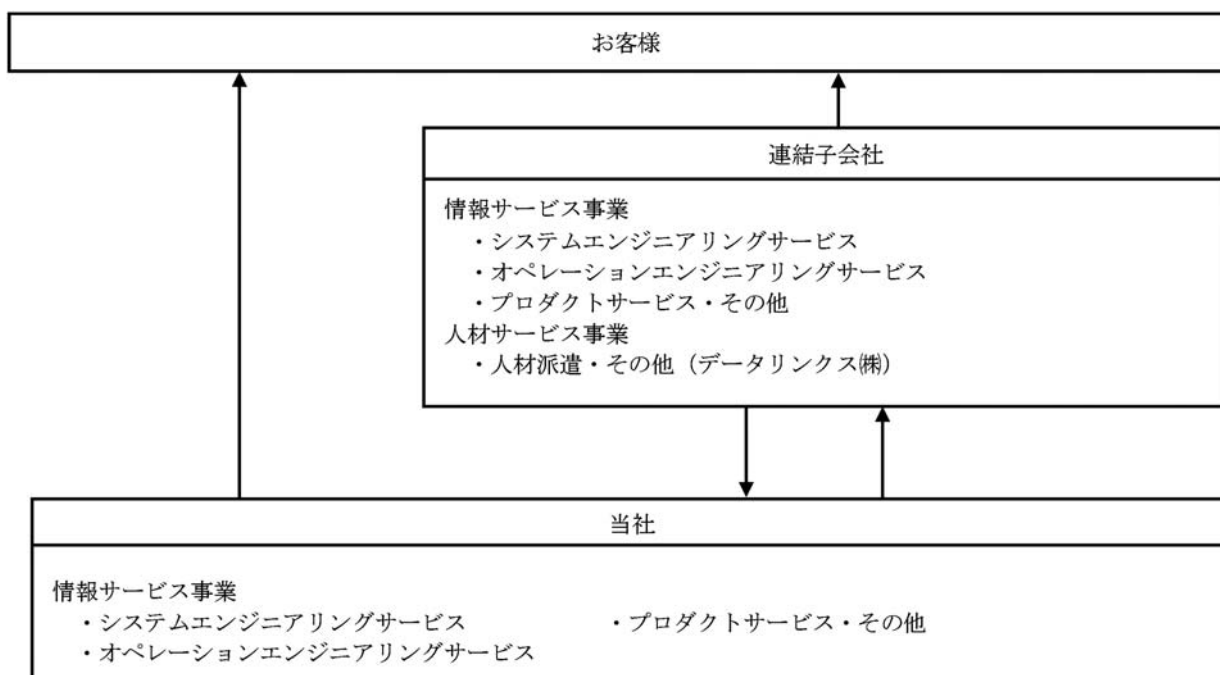 お客様
連結子会社
情報サービス事業
・システムエンジニアリングサービス
・オペレーションエンジニアリングサービス
・プロダクトサービス・その他
人材サービス事業
・人材派遣・その他（データリンクス㈱）
当社
情報サービス事業
・システムエンジニアリングサービス　・プロダクトサービス・その他
・オペレーションエンジニアリングサービス